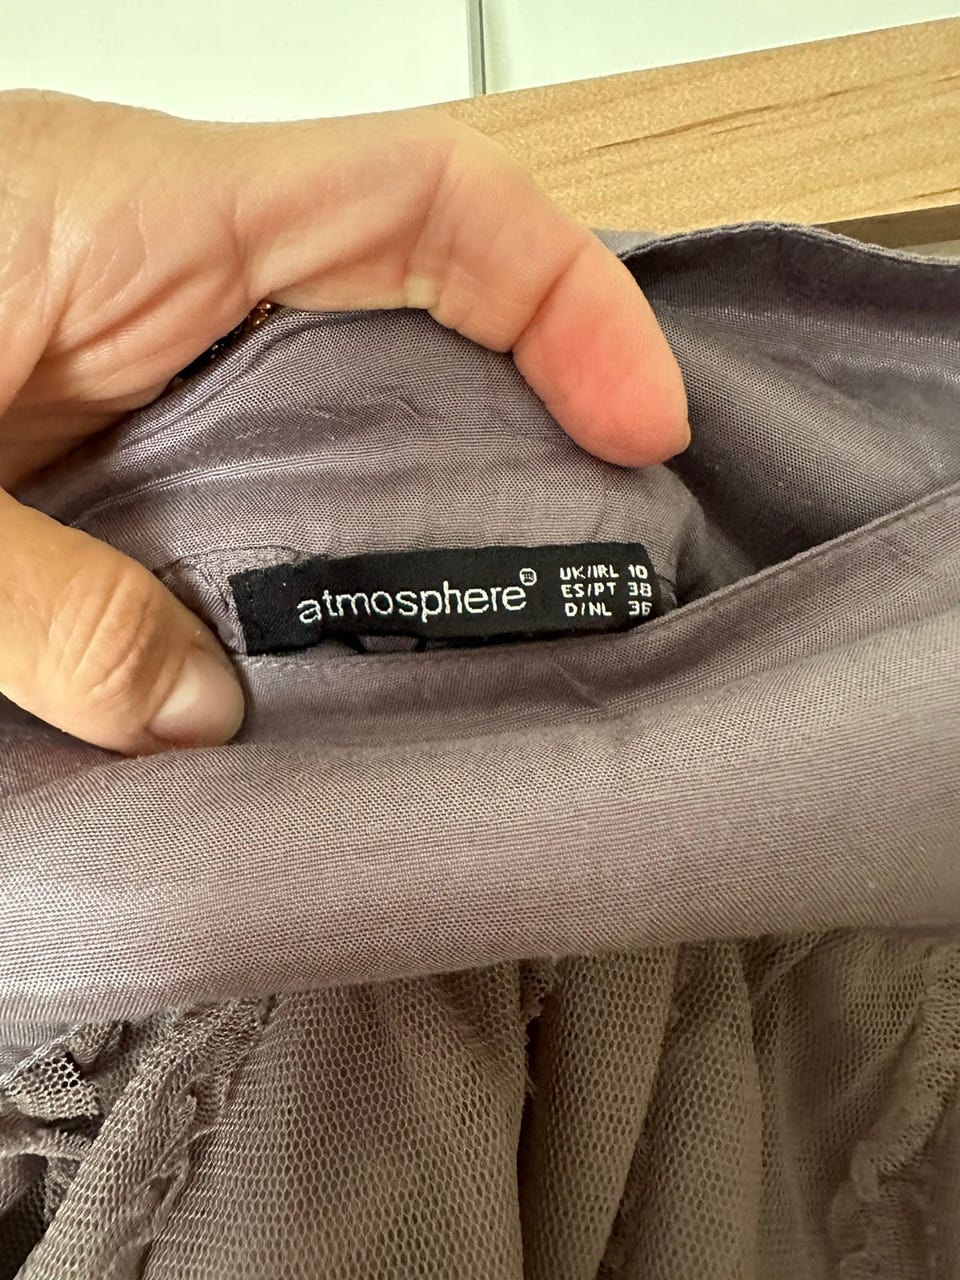 atmosphere®
UK/IRL 10
ES/PT 38
D/NL 36